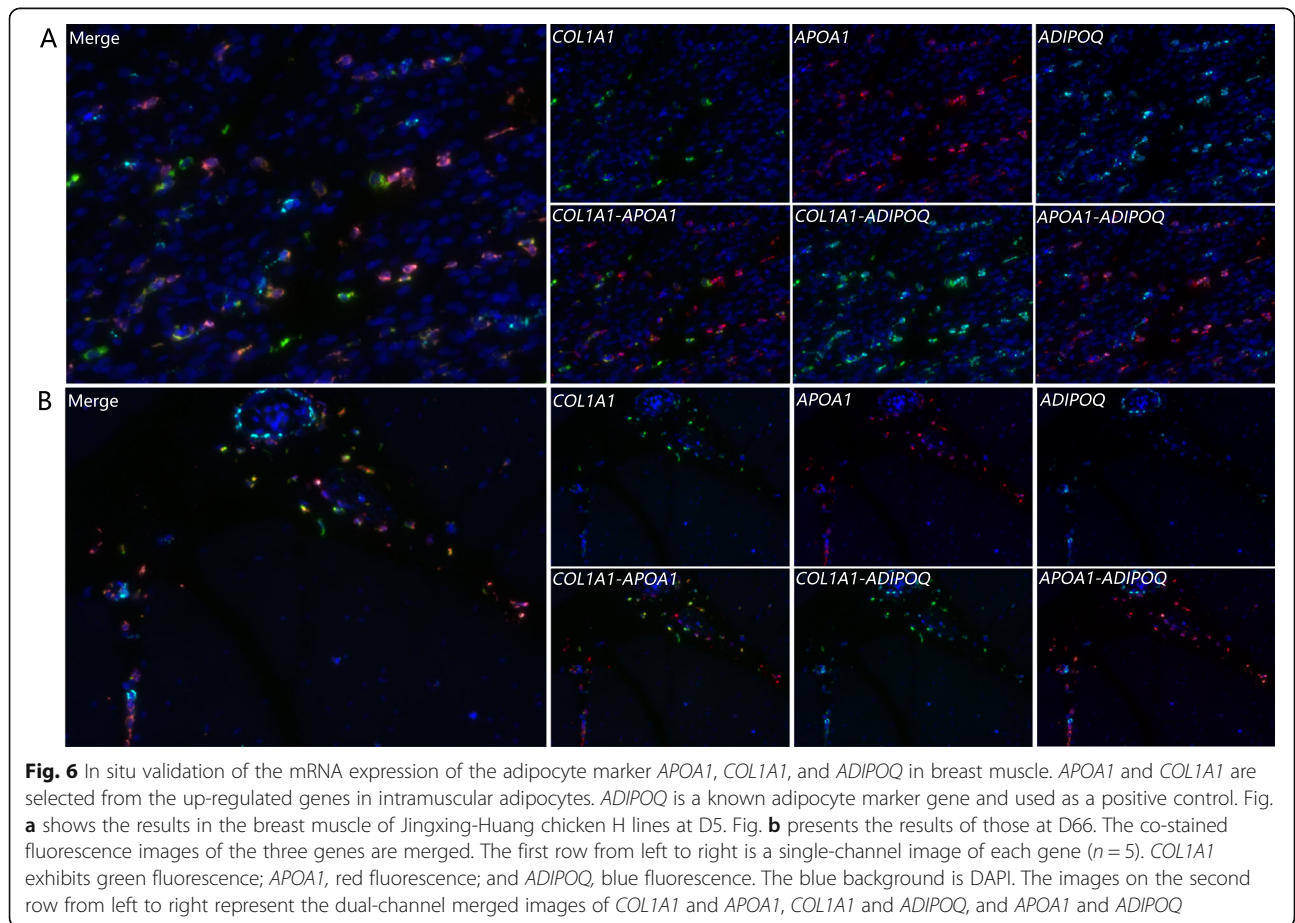 A
Merge
COL1A1
APOA1
ADIPOQ
COL1A1-APOA1
COL1A1-ADIPOQ
APOA1-ADIPOQ
B
Merge
COL1A1
APOA1
ADIPOQ
COL1A1-APOA1
COL1A1-ADIPOQ
APOA1-ADIPOQ
Fig. 6 In situ validation of the mRNA expression of the adipocyte marker APOA1, COL1A1, and ADIPOQ in breast muscle. APOA1 and COL1A1 are
selected from the up-regulated genes in intramuscular adipocytes. ADIPOQ is a known adipocyte marker gene and used as a positive control. Fig.
a shows the results in the breast muscle of Jingxing-Huang chicken H lines at D5. Fig. b presents the results of those at D66. The co-stained
fluorescence images of the three genes are merged. The first row from left to right is a single-channel image of each gene (n = 5). COL1A1
exhibits green fluorescence; APOA1, red fluorescence; and ADIPOQ, blue fluorescence. The blue background is DAPI. The images on the second
row from left to right represent the dual-channel merged images of COL1A1 and APOA1, COL1A1 and ADIPOQ, and APOA1 and ADIPOQ